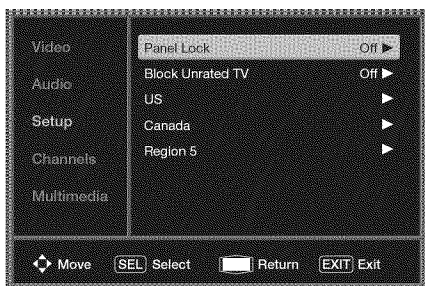 Video
Audio
Setup
Channels
Multimedia
Panel Lock Off
Block Unrated TV Off
US
Canada
Region 5
Move SEL Select Return EXIT Exit